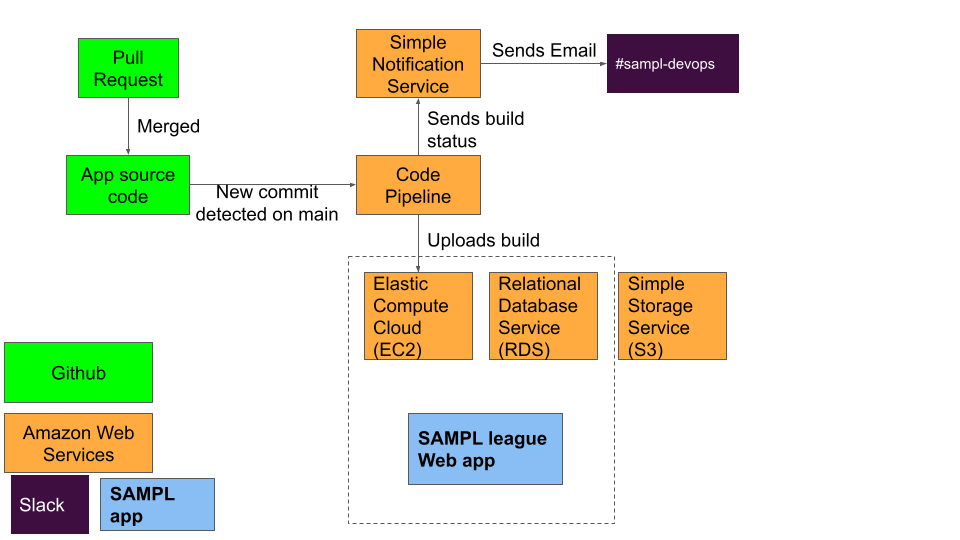 Pull
Request
Merged
App source
code
New commit
detected on main
Simple
Notification
Service
Sends Email
#sampl-devops
Sends build
status
Code
Pipeline
Uploads build
Elastic
Compute
Cloud
(EC2)
Relational
Database
Service
(RDS)
Simple
Storage
Service
(S3)
SAMPL league
Web app
Github
Amazon Web
Services
Slack
SAMPL
app